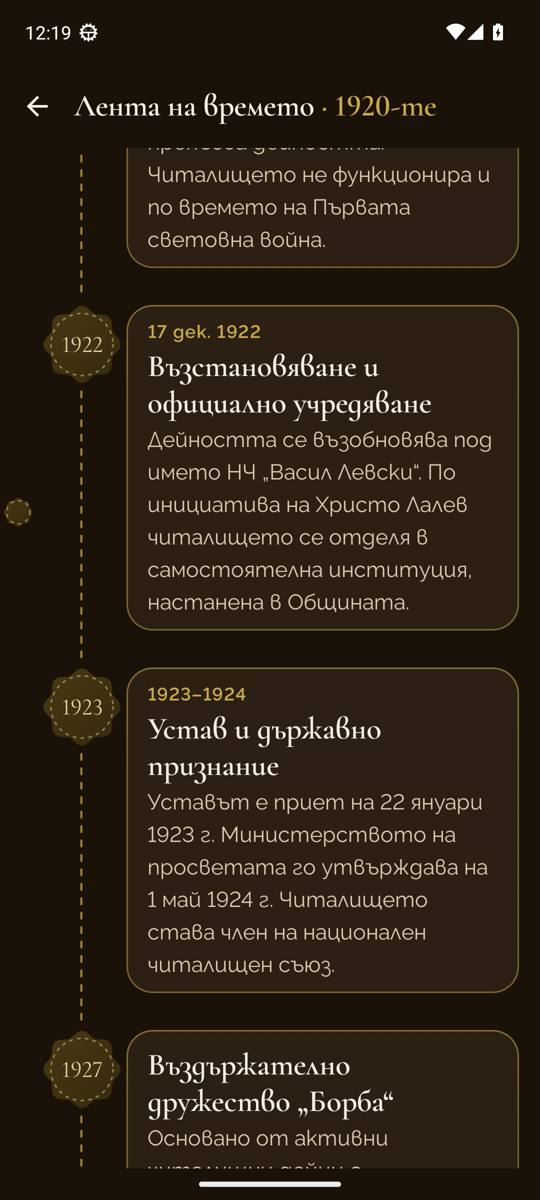 12:19
Лента на времето · 1920-те
Читалището не функционира и
по времето на Първата
световна война.
1922
17 дек. 1922
Възстановяване и
официално учредяване
Дейността се възобновява под
името НЧ „Васил Левски“. По
инициатива на Христо Лалев
читалището се отделя в
самостоятелна институция,
настанена в Общината.
1923
1923–1924
Устав и държавно
признание
Уставът е приет на 22 януари
1923 г. Министерството на
просветата го утвърждава на
1 май 1924 г. Читалището
става член на национален
читалищен съюз.
1927
Въздържателно
дружество „Борба“
Основано от активни